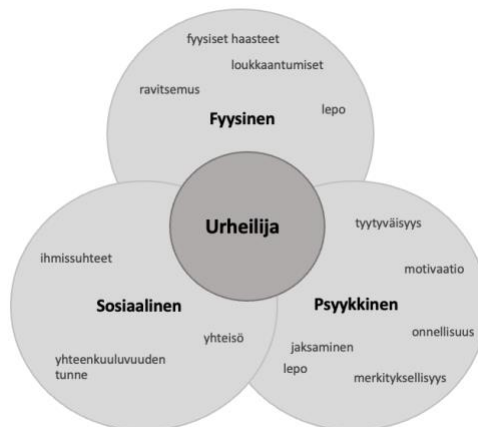 fyysiset haasteet
loukkaantumiset
ravitsemus
lepo
Fyysinen
Urheilija
tyytyväisyys
ihmissuhteet
motivaatio
Sosiaalinen
Psyykkinen
yhteisö
onnellisuus
jaksaminen
yhteenkuuluvuuden
tunne
lepo
merkityksellisyys